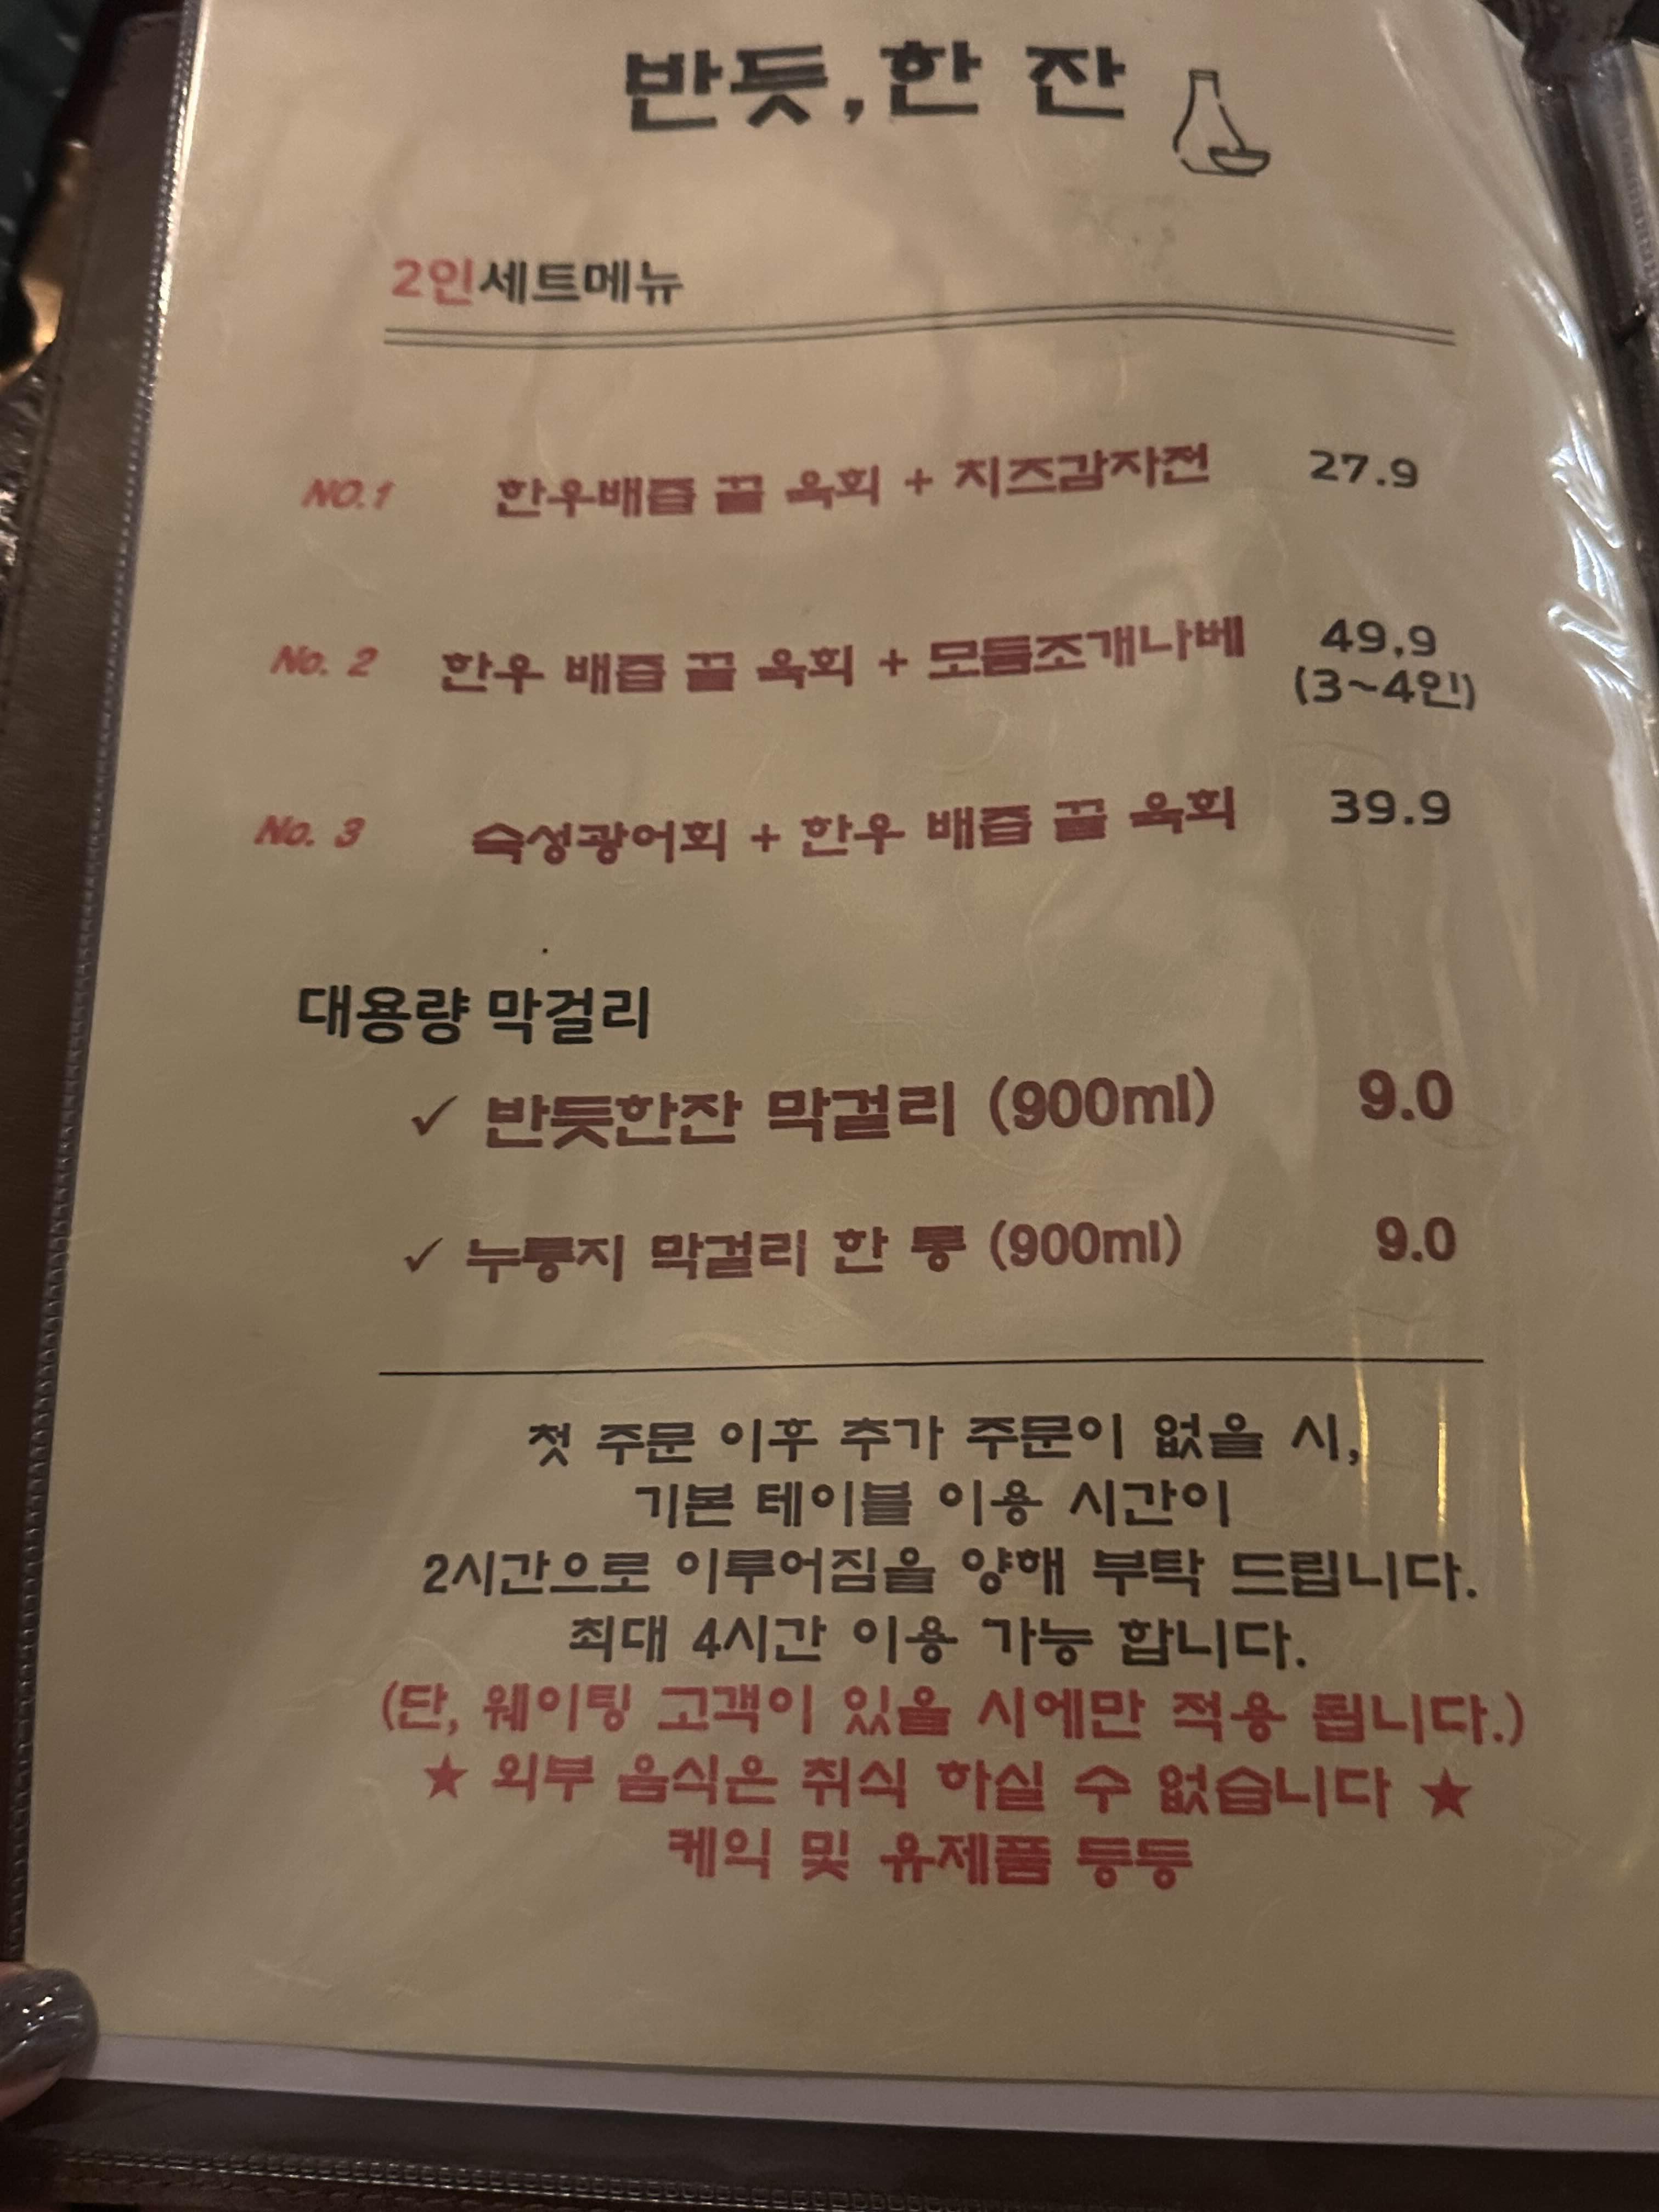 반듯,한 잔
2인세트메뉴
NO.1 한우배즙 꿀 육회 + 치즈감자전 27.9
No. 2 한우 배즙 꿀 육회 + 모듬조개나베 49.9
(3~4인)
No. 3 숙성광어회 + 한우 배즙 꿀 육회 39.9
대용량 막걸리
✓ 반듯한잔 막걸리 (900ml) 9.0
✓ 누룽지 막걸리 한 통 (900ml) 9.0
첫 주문 이후 추가 주문이 없을 시,
기본 테이블 이용 시간이
2시간으로 이루어짐을 양해 부탁 드립니다.
최대 4시간 이용 가능 합니다.
(단, 웨이팅 고객이 있을 시에만 적용 됩니다.)
★ 외부 음식은 취식 하실 수 없습니다 ★
케익 및 유제품 등등